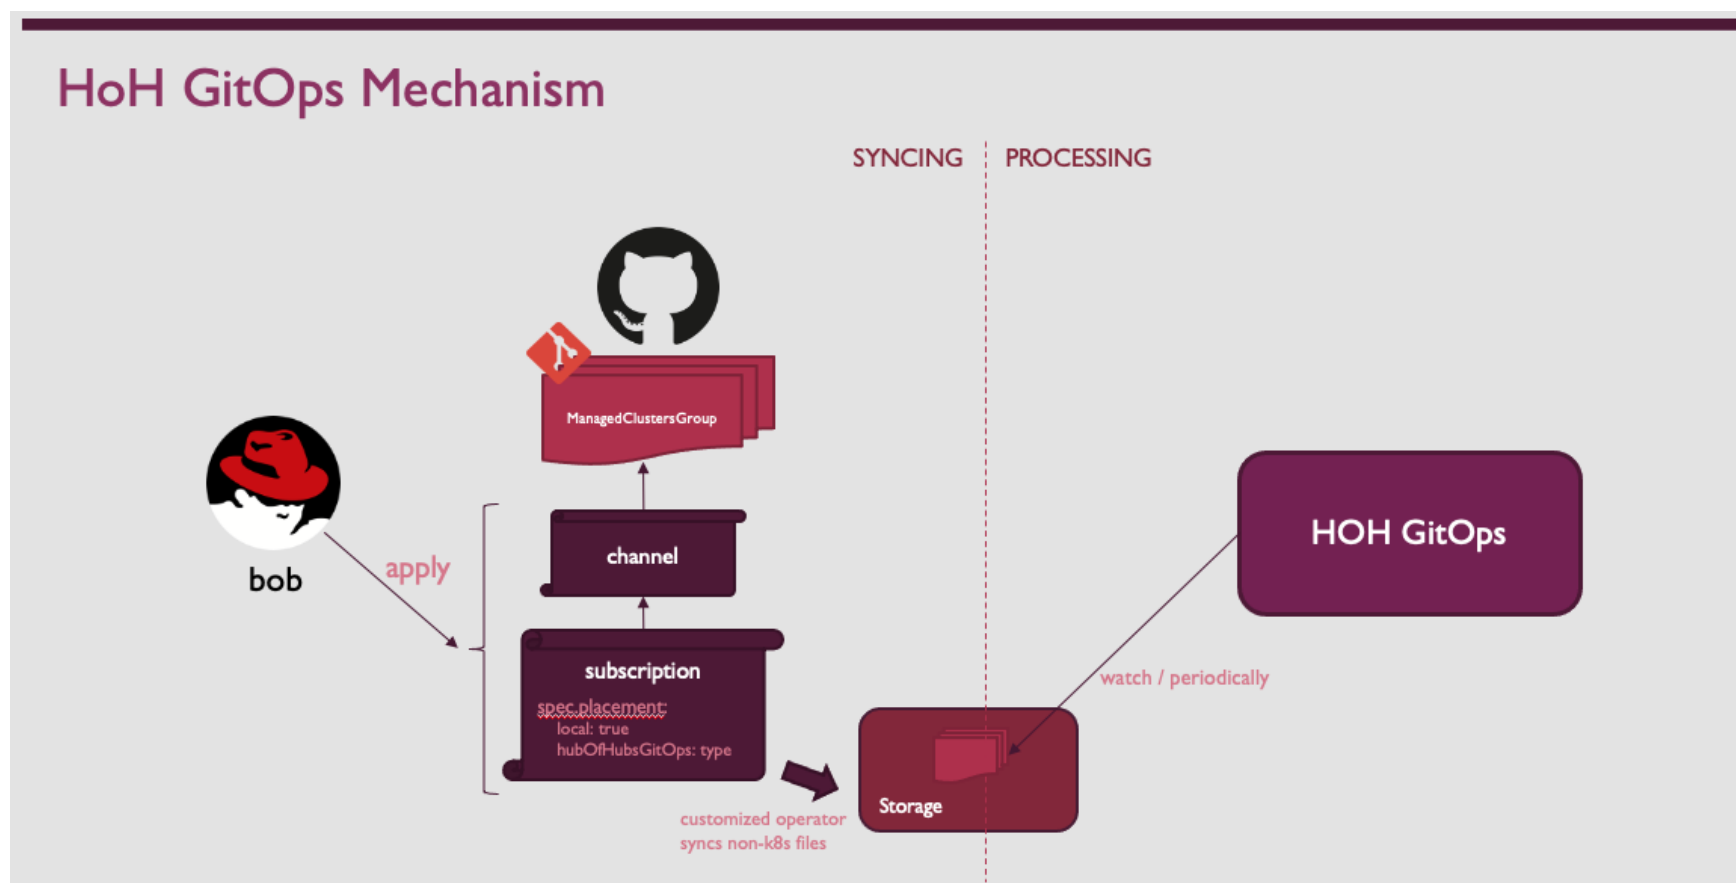 HoH GitOps Mechanism
SYNCING
PROCESSING
ManagedClustersGroup
bob
apply
channel
subscription
spec.placement:
local: true
hubOfHubsGitOps: type
customized operator
syncs non-k8s files
Storage
watch / periodically
HOH GitOps